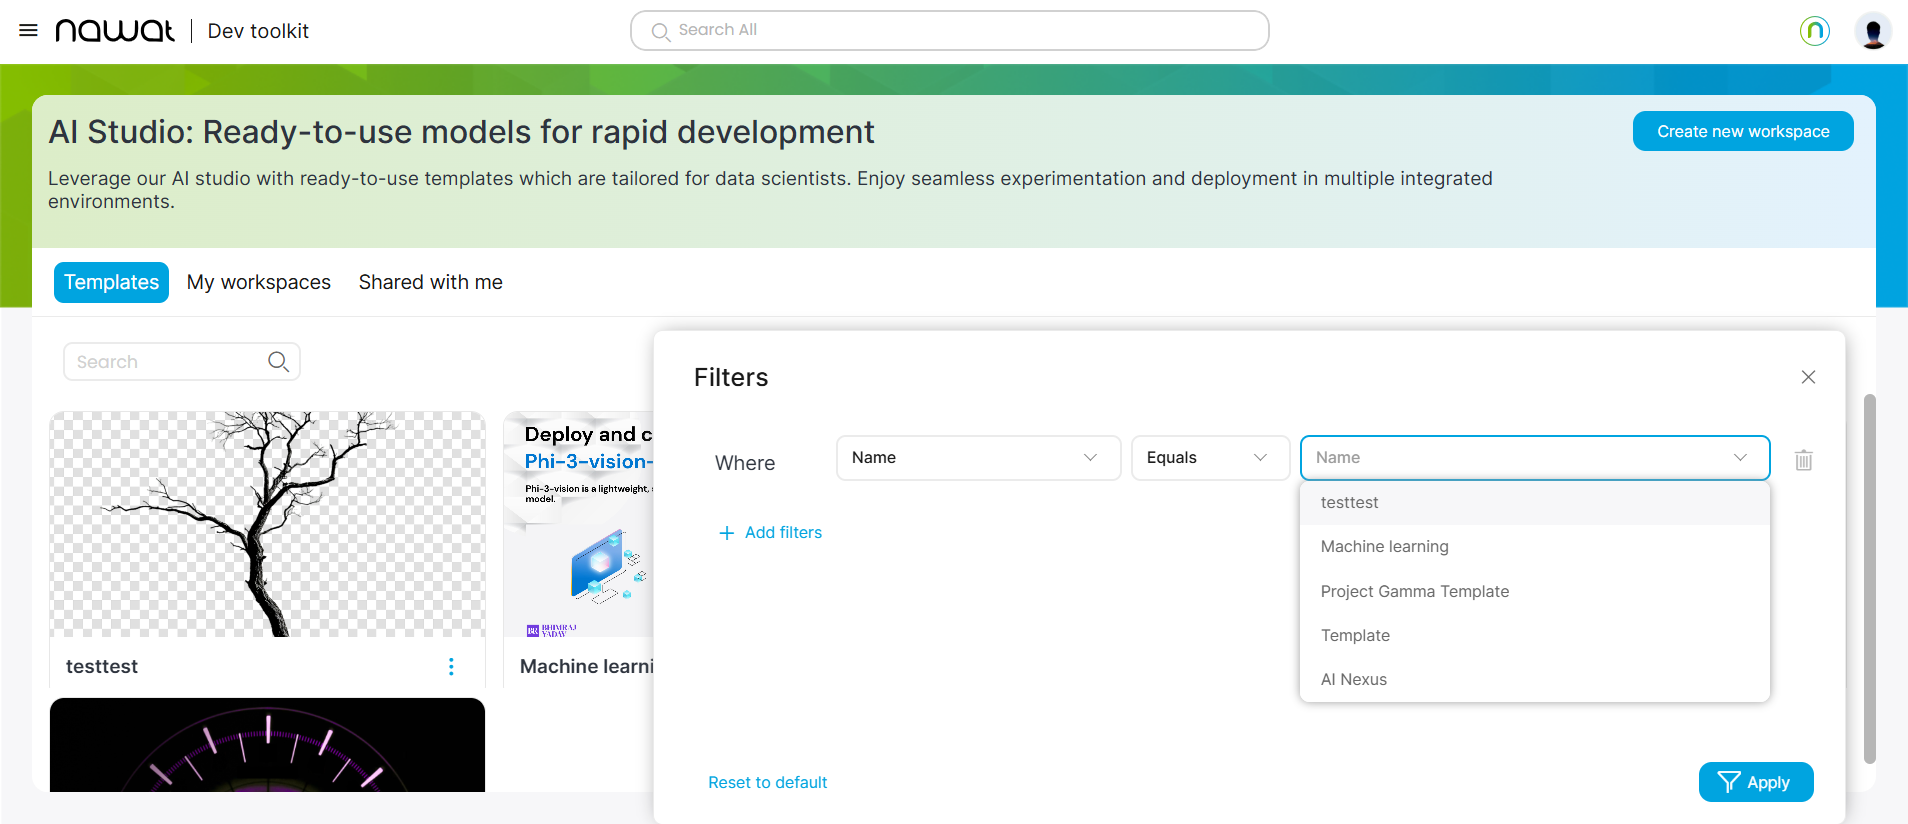 nawat
Dev toolkit
Search All
AI Studio: Ready-to-use models for rapid development
Create new workspace
Leverage our AI studio with ready-to-use templates which are tailored for data scientists. Enjoy seamless experimentation and deployment in multiple integrated
environments.
Templates
My workspaces
Shared with me
Search
Filters
Where
Name
Equals
Name
testtest
Machine learning
Project Gamma Template
Template
AI Nexus
Add filters
Deploy and c
Phi-3-vision-
Phi-3-vision is a lightweight, s
model.
BR BHIMRAJ
YADAV
testtest
Machine learni
Reset to default
Apply